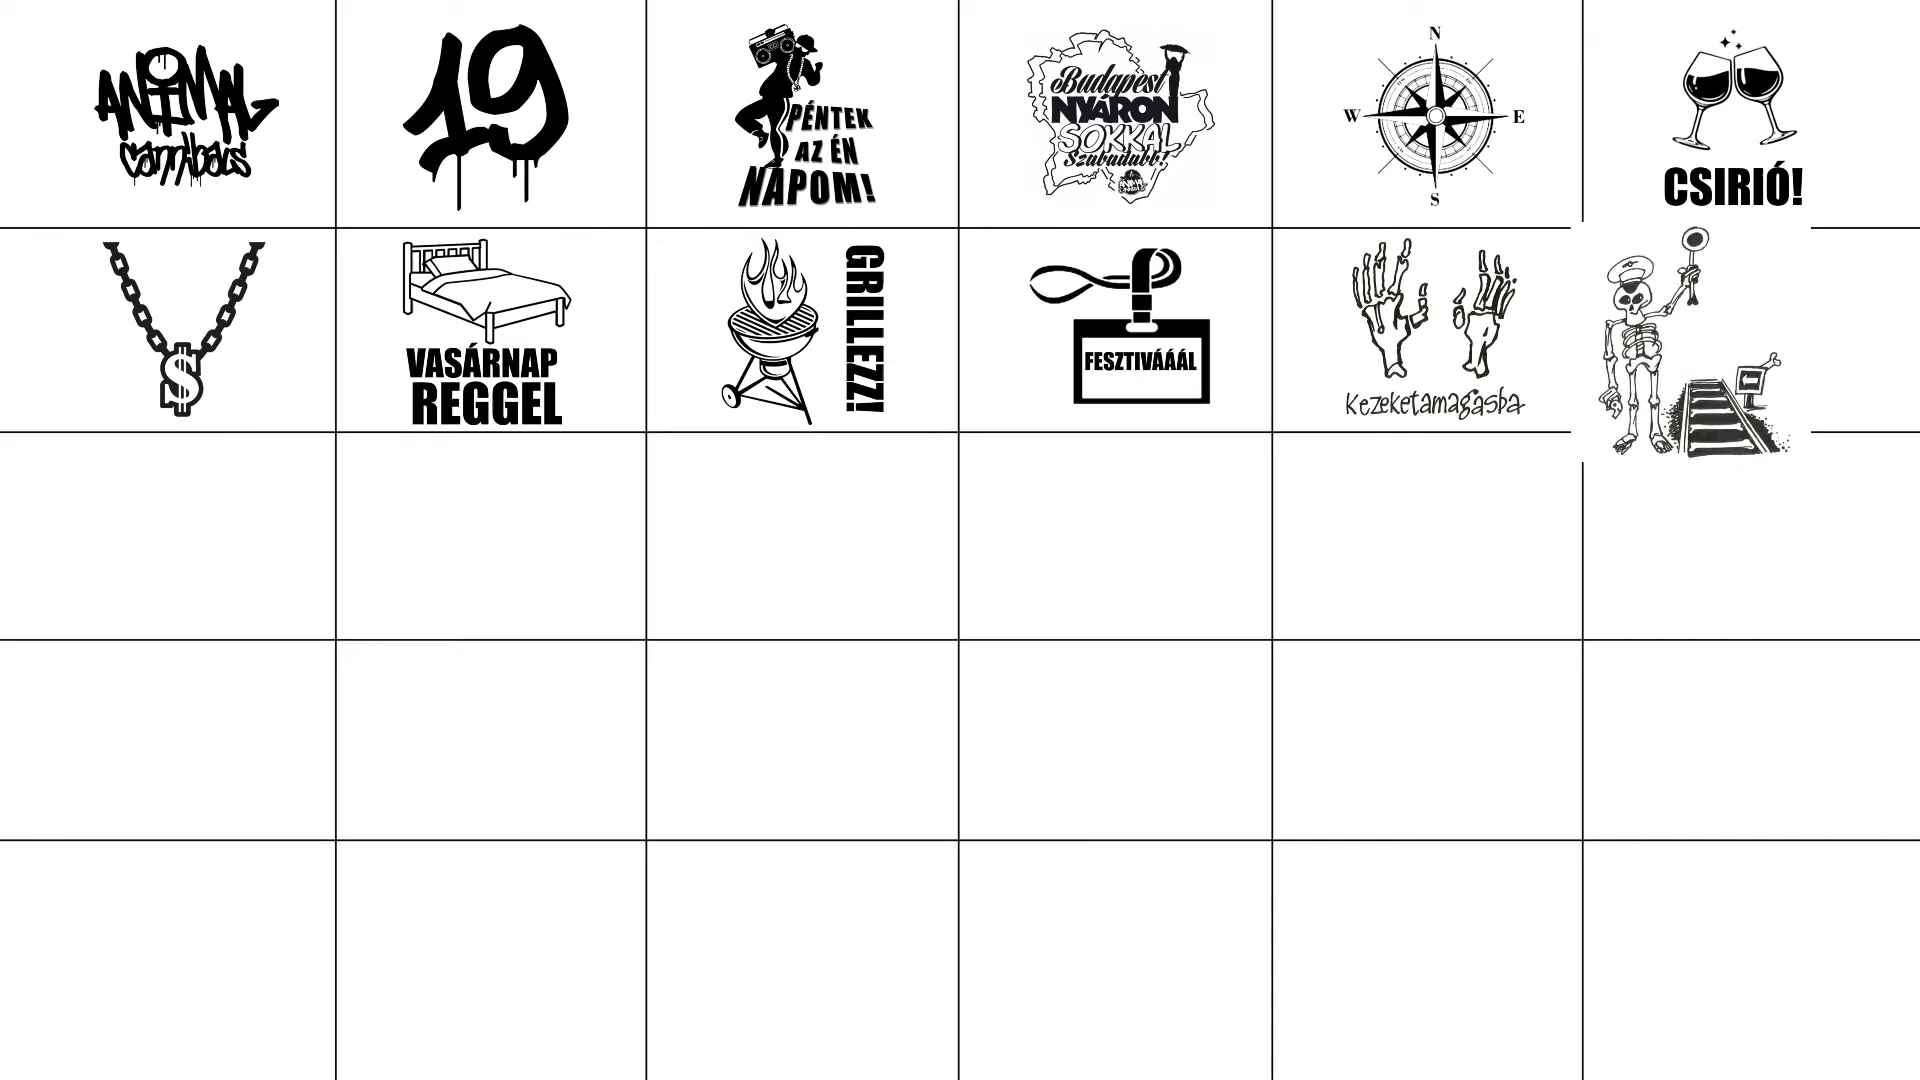 ANIMAL
Cannibals
19
PÉNTEK
AZ ÉN
NAPOM!
Budapest
NYÁRON
SOKKAL
Szabadabb!
N
W
E
S
CSIRIÓ!
$
VASÁRNAP
REGGEL
GRILLEZZ!
FESZTIVÁÁÁL
Kezeketamagasba